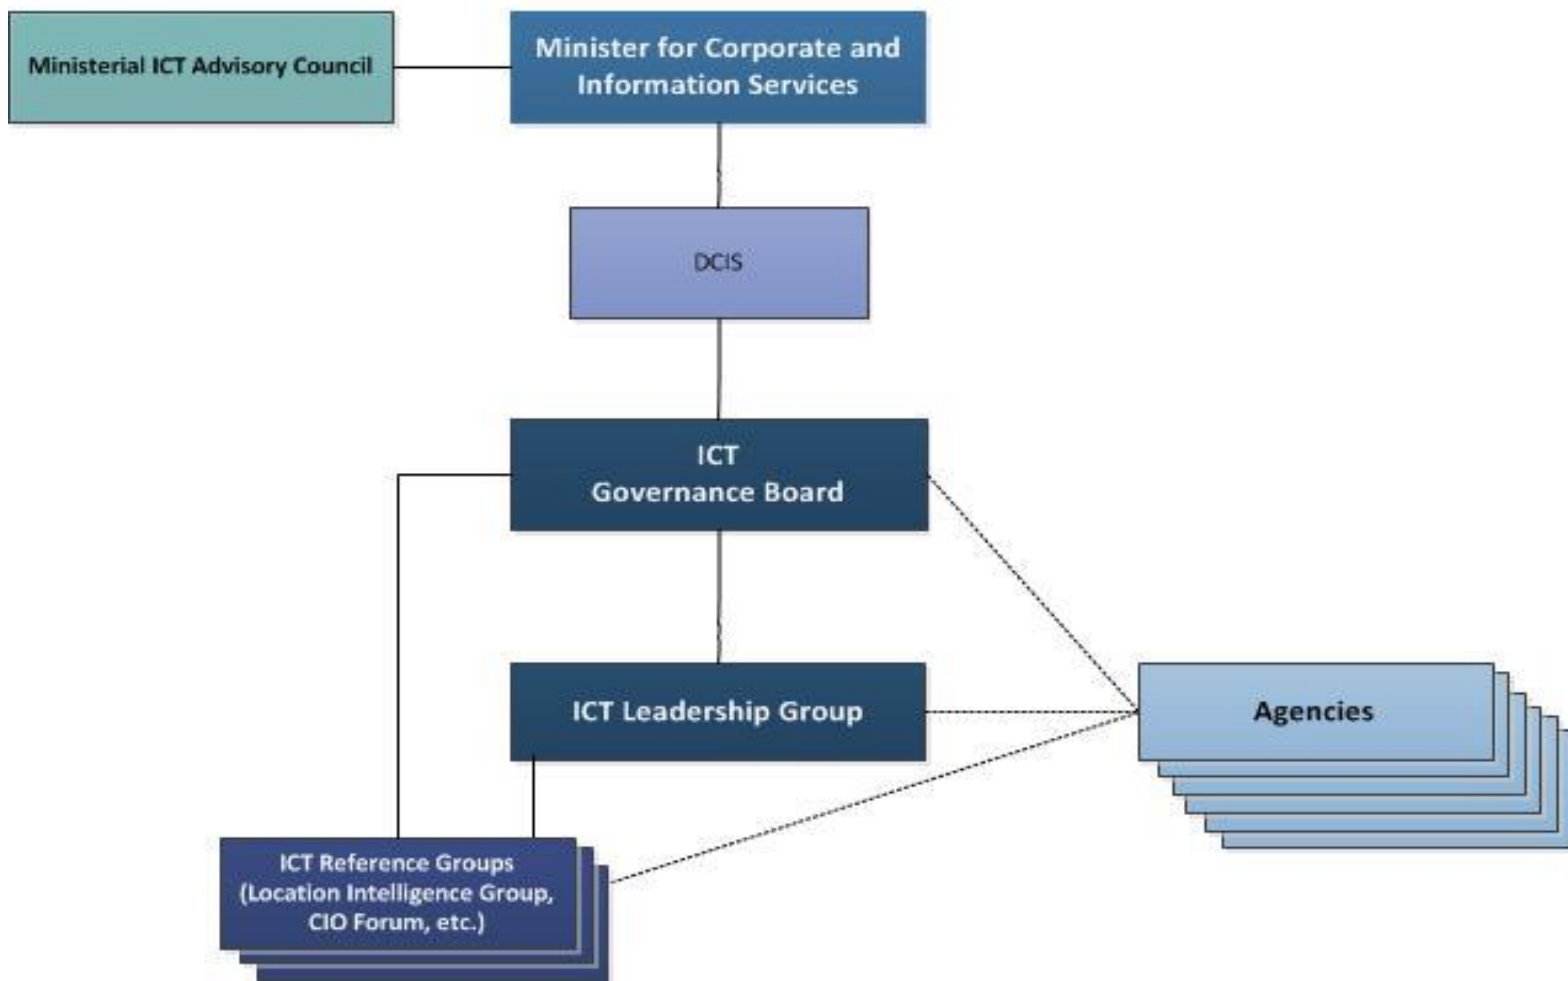 Ministerial ICT Advisory Council
Minister for Corporate and
Information Services
DCIS
ICT
Governance Board
ICT Leadership Group
Agencies
ICT Reference Groups
(Location Intelligence Group,
CIO Forum, etc.)